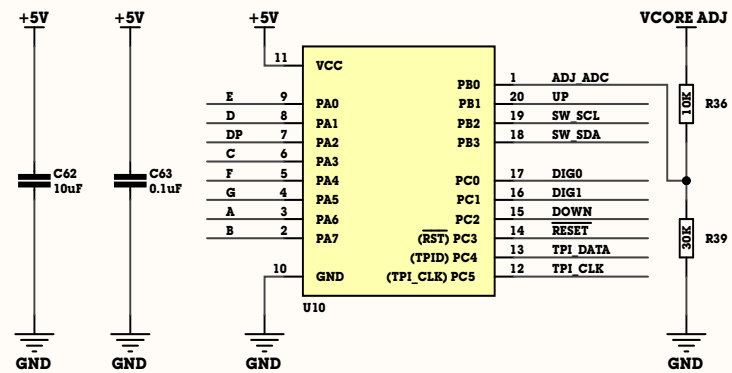 +5V
+5V
+5V
VCORE ADJ
11
VCC
PB0
1
ADJ_ADC
E
9
PA0
PB1
20
UP
D
8
PA1
PB2
19
SW_SCL
DP
7
PA2
PB3
18
SW_SDA
C
6
PA3
F
5
PA4
PC0
17
DIG0
G
4
PA5
PC1
16
DIG1
A
3
PA6
PC2
15
DOWN
B
2
PA7
(RST) PC3
14
RESET
(TPID) PC4
13
TPI_DATA
10
GND
(TPI_CLK) PC5
12
TPI_CLK
U10
C62
10uF
C63
0.1uF
10K
R36
30K
R39
GND
GND
GND
GND